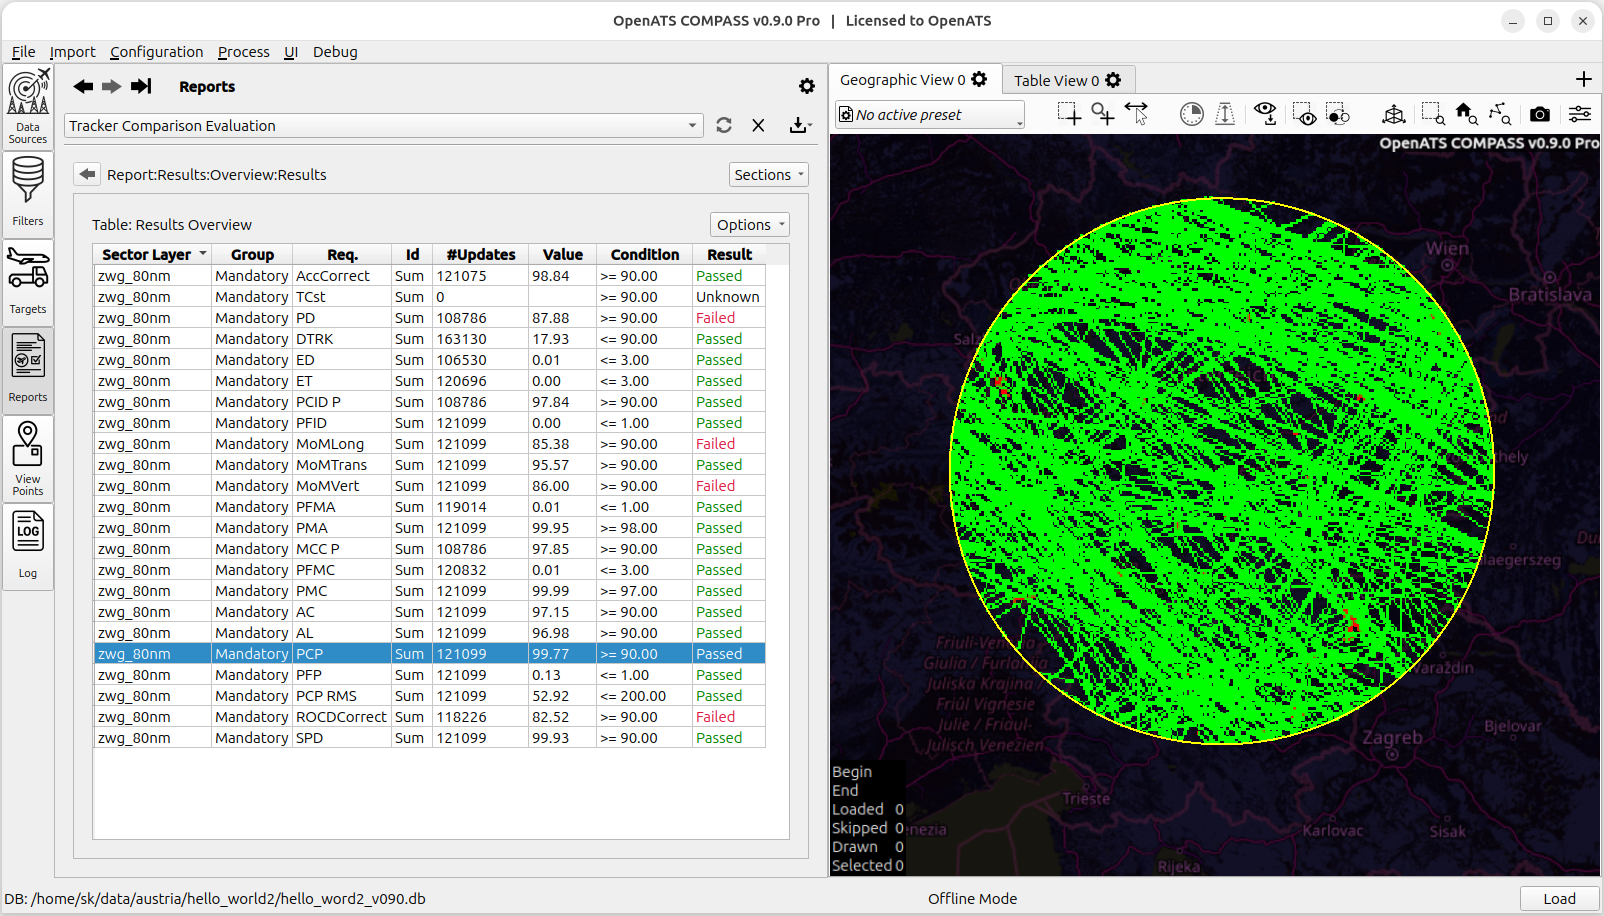 OpenATS COMPASS v0.9.0 Pro | Licensed to OpenATS
File Import Configuration Process UI Debug
Data Sources
Filters
Targets
Reports
View Points
LOG
Log
Reports
Tracker Comparison Evaluation
Report:Results:Overview:Results
Sections
Table: Results Overview
Options
Sector Layer Group Req. Id #Updates Value Condition Result
zwg_80nm Mandatory AccCorrect Sum 121075 98.84 >= 90.00 Passed
zwg_80nm Mandatory TCst Sum 0 >= 90.00 Unknown
zwg_80nm Mandatory PD Sum 108786 87.88 >= 90.00 Failed
zwg_80nm Mandatory DTRK Sum 163130 17.93 <= 90.00 Passed
zwg_80nm Mandatory ED Sum 106530 0.01 <= 3.00 Passed
zwg_80nm Mandatory ET Sum 120696 0.00 <= 3.00 Passed
zwg_80nm Mandatory PCID P Sum 108786 97.84 >= 90.00 Passed
zwg_80nm Mandatory PFID Sum 121099 0.00 <= 1.00 Passed
zwg_80nm Mandatory MoMLong Sum 121099 85.38 >= 90.00 Failed
zwg_80nm Mandatory MoMTrans Sum 121099 95.57 >= 90.00 Passed
zwg_80nm Mandatory MoMVert Sum 121099 86.00 >= 90.00 Failed
zwg_80nm Mandatory PFMA Sum 119014 0.01 <= 1.00 Passed
zwg_80nm Mandatory PMA Sum 121099 99.95 >= 98.00 Passed
zwg_80nm Mandatory MCC P Sum 108786 97.85 >= 90.00 Passed
zwg_80nm Mandatory PFMC Sum 120832 0.01 <= 3.00 Passed
zwg_80nm Mandatory PMC Sum 121099 99.99 >= 97.00 Passed
zwg_80nm Mandatory AC Sum 121099 97.15 >= 90.00 Passed
zwg_80nm Mandatory AL Sum 121099 96.98 >= 90.00 Passed
zwg_80nm Mandatory PCP Sum 121099 99.77 >= 90.00 Passed
zwg_80nm Mandatory PFP Sum 121099 0.13 <= 1.00 Passed
zwg_80nm Mandatory PCP RMS Sum 121099 52.92 <= 200.00 Passed
zwg_80nm Mandatory ROCDCorrect Sum 118226 82.52 >= 90.00 Failed
zwg_80nm Mandatory SPD Sum 121099 99.93 >= 90.00 Passed
Geographic View 0
Table View 0
No active preset
OpenATS COMPASS v0.9.0 Pro
Wien
Bratislava
Friuli-Venezia
Giulia / Furlania
Juliska Krajina
Friûl Vignesie
Julie / Friaul-
Julisch Venezien
Varaždin
Bjelovar
Zagreb
Trieste
Karlovac
Sisak
Rijeka
Begin
End
Loaded 0
Skipped 0
Drawn 0
Selected 0
DB: /home/sk/data/austria/hello_world2/hello_word2_v090.db
Offline Mode
Load